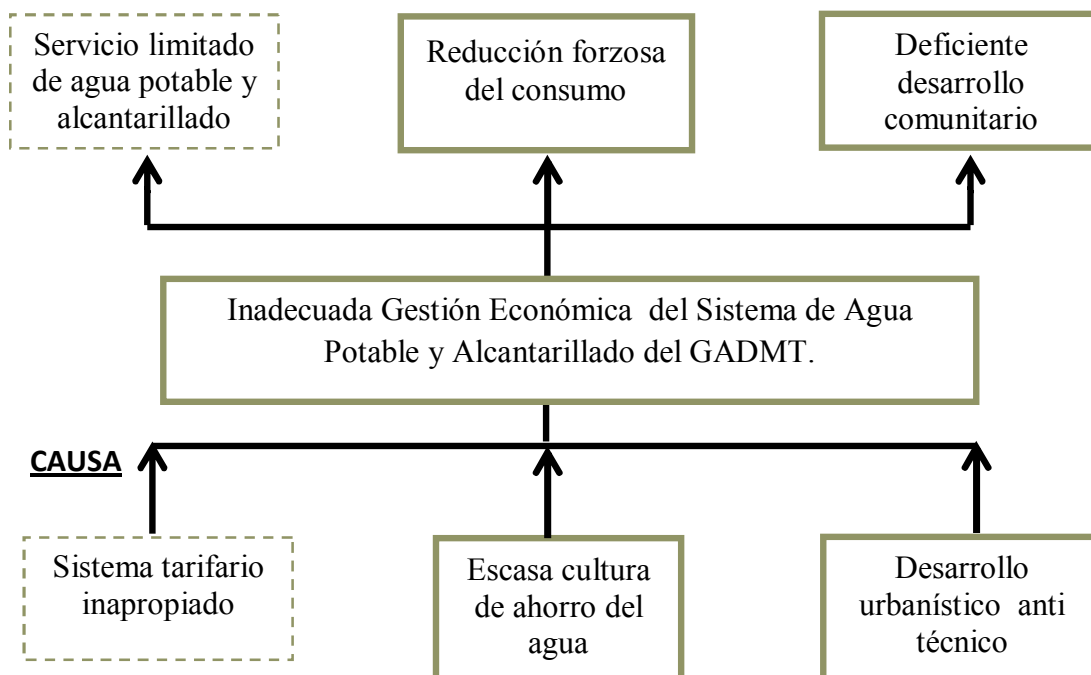 Servicio limitado
de agua potable y
alcantarillado
Reducción forzosa
del consumo
Deficiente
desarrollo
comunitario
Inadecuada Gestión Económica  del Sistema de Agua
Potable y Alcantarillado del GADMT.
CAUSA
Sistema tarifario
inapropiado
Escasa cultura
de ahorro del
agua
Desarrollo
urbanístico  anti
técnico